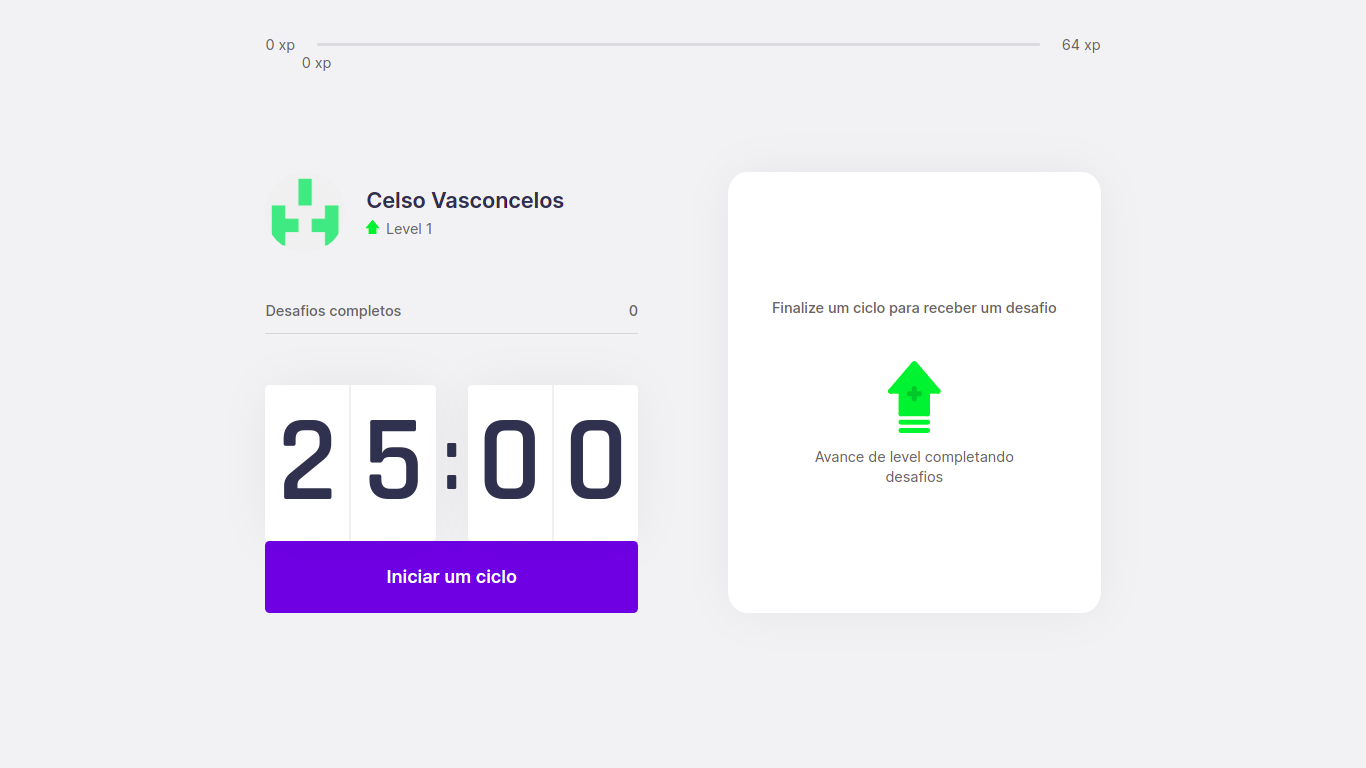 0 xp
64 xp
0 xp
Celso Vasconcelos
Level 1
Desafios completos
0
25:00
Iniciar um ciclo
Finalize um ciclo para receber um desafio
Avance de level completando
desafios